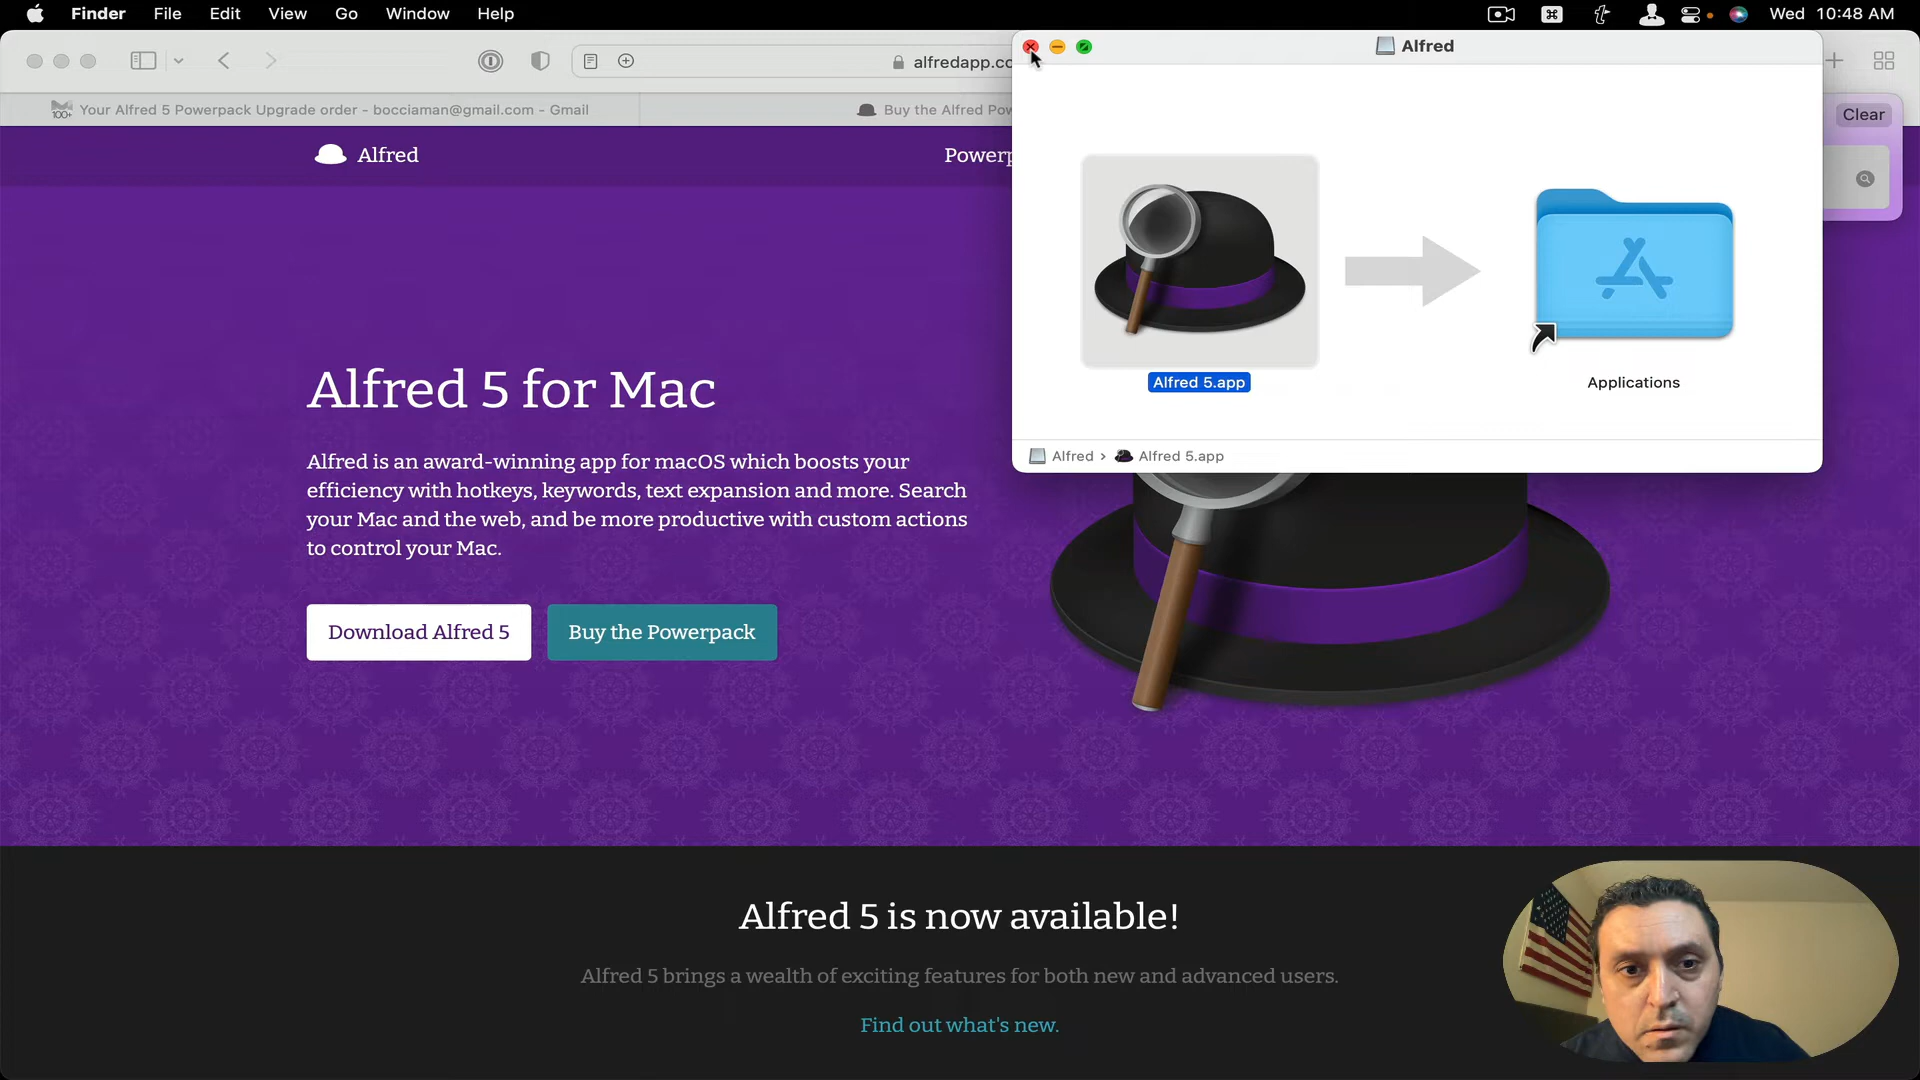 Finder File Edit View Go Window Help
Wed 10:48 AM
alfredapp.co
Alfred
Your Alfred 5 Powerpack Upgrade order - bocciaman@gmail.com - Gmail
Buy the Alfred Pow
Clear
Alfred
Powerp
Alfred 5.app
Applications
Alfred › Alfred 5.app
Alfred 5 for Mac
Alfred is an award-winning app for macOS which boosts your
efficiency with hotkeys, keywords, text expansion and more. Search
your Mac and the web, and be more productive with custom actions
to control your Mac.
Download Alfred 5
Buy the Powerpack
Alfred 5 is now available!
Alfred 5 brings a wealth of exciting features for both new and advanced users.
Find out what's new.